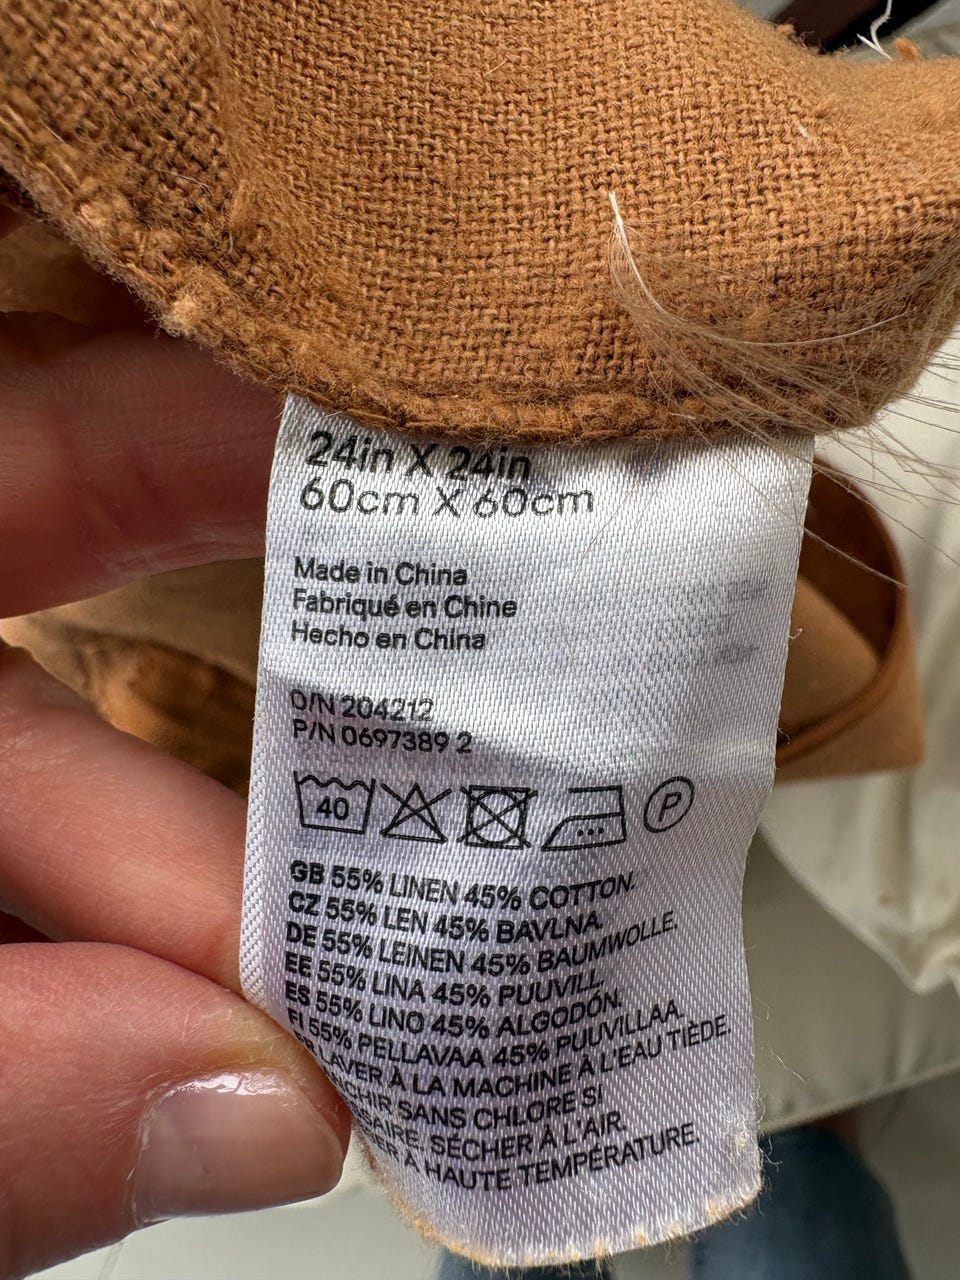 24in X 24in
60cm X 60cm
Made in China
Fabriqué en Chine
Hecho en China
O/N 204212
P/N 0697389 2
40
P
GB 55% LINEN 45% COTTON.
CZ 55% LEN 45% BAVLNA.
DE 55% LEINEN 45% BAUMWOLLE.
EE 55% LINA 45% PUUVILL.
ES 55% LINO 45% ALGODÓN.
FI 55% PELLAVAA 45% PUUVILLAA.
LAVER À LA MACHINE À L'EAU TIÈDE.
SANS CHLORE SI
SÉCHER À L'AIR.
À HAUTE TEMPÉRATURE.